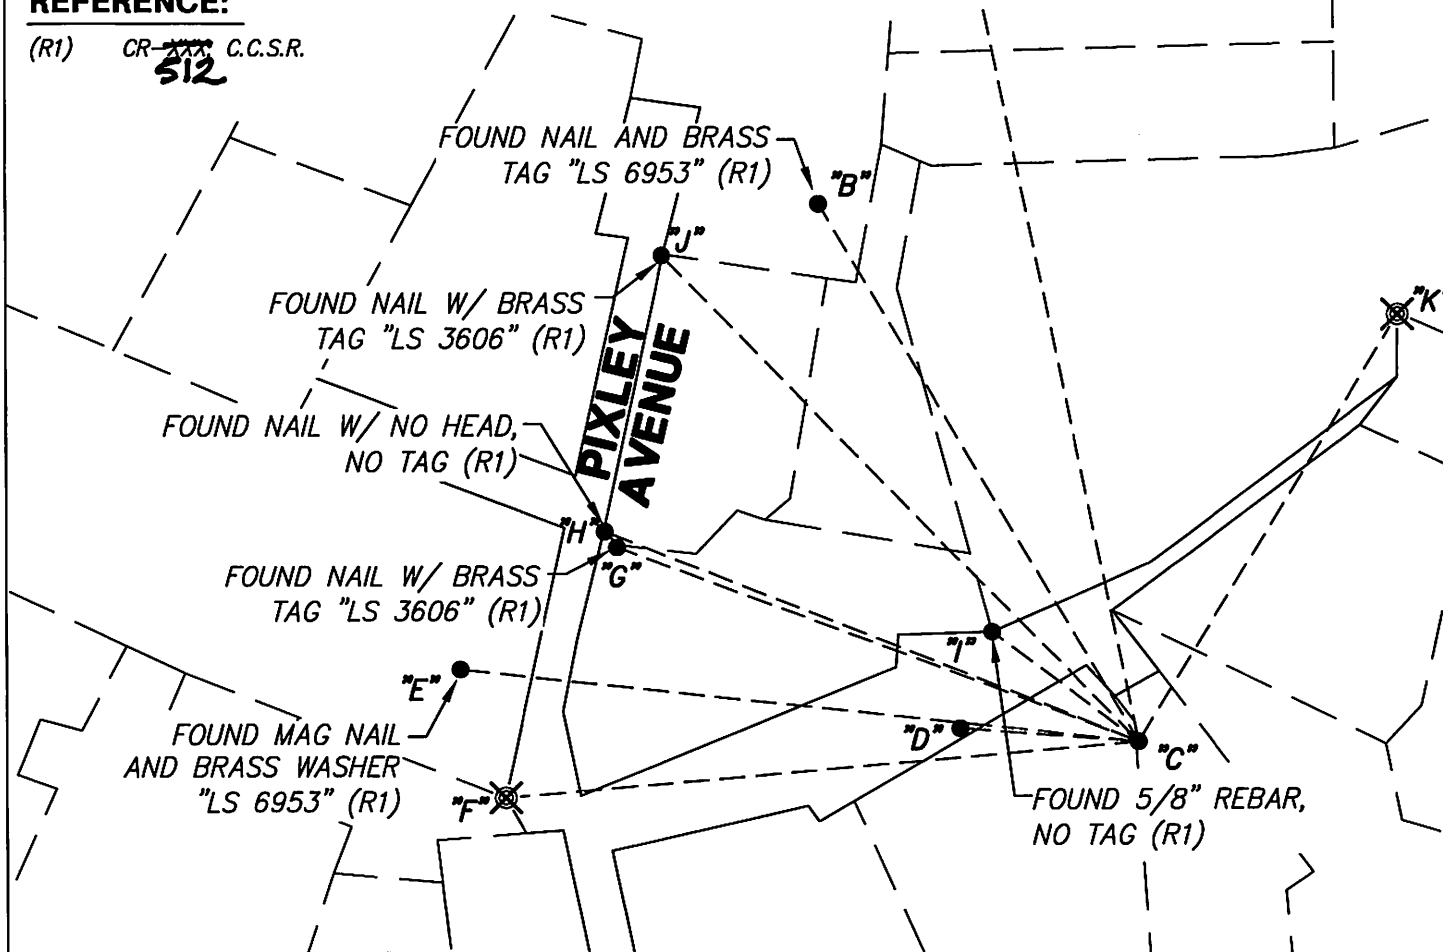 REFERENCE:
(R1) CR-XXX C.C.S.R.
512
FOUND NAIL AND BRASS
TAG "LS 6953" (R1)
"B"
"J"
FOUND NAIL W/ BRASS
TAG "LS 3606" (R1)
"K"
PIXLEY
AVENUE
FOUND NAIL W/ NO HEAD,
NO TAG (R1)
"H"
"G"
FOUND NAIL W/ BRASS
TAG "LS 3606" (R1)
"I"
"E"
FOUND MAG NAIL
AND BRASS WASHER
"LS 6953" (R1)
"D"
"C"
"F"
FOUND 5/8" REBAR,
NO TAG (R1)